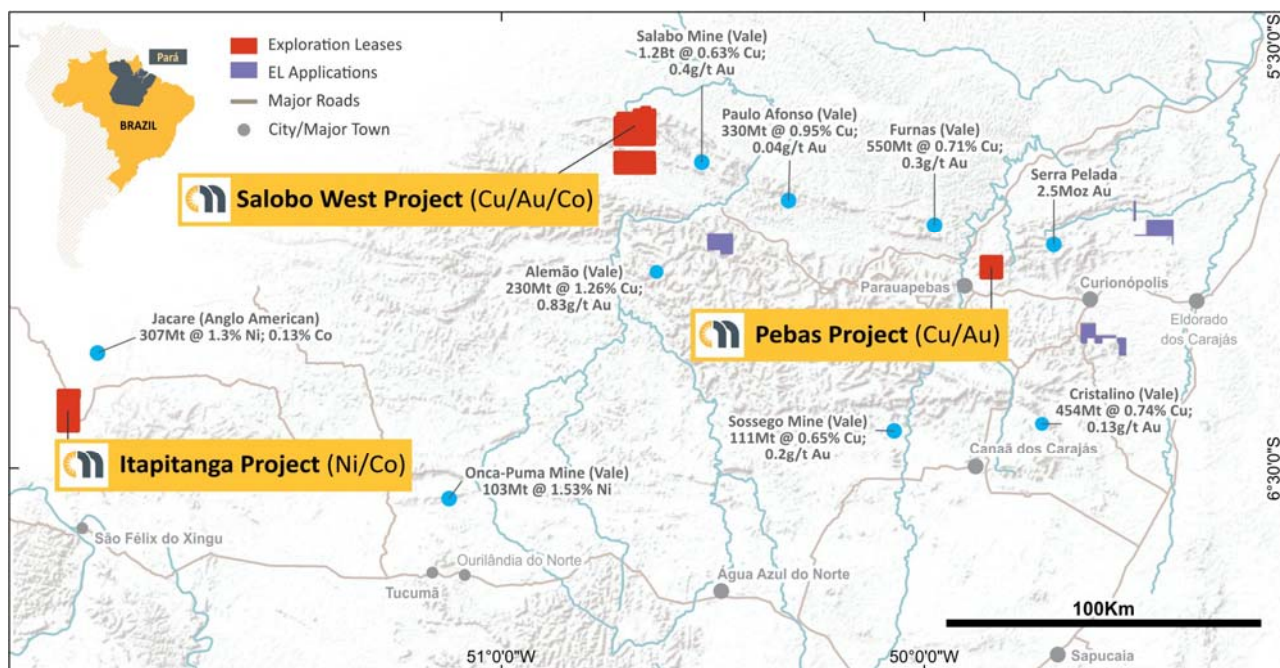 Pará
BRAZIL
Exploration Leases
EL Applications
Major Roads
City/Major Town
Salabo Mine (Vale)
1.2Bt @ 0.63% Cu;
0.4g/t Au
Paulo Afonso (Vale)
330Mt @ 0.95% Cu;
0.04g/t Au
Furnas (Vale)
550Mt @ 0.71% Cu;
0.3g/t Au
Serra Pelada
2.5Moz Au
5°30'0"S
Salobo West Project (Cu/Au/Co)
Alemão (Vale)
230Mt @ 1.26% Cu;
0.83g/t Au
Parauapebas
Curionópolis
Eldorado
dos Carajás
Jacare (Anglo American)
307Mt @ 1.3% Ni; 0.13% Co
Pebas Project (Cu/Au)
Cristalino (Vale)
454Mt @ 0.74% Cu;
0.13g/t Au
Sossego Mine (Vale)
111Mt @ 0.65% Cu;
0.2g/t Au
Canaã dos Carajás
Itapitanga Project (Ni/Co)
Onca-Puma Mine (Vale)
103Mt @ 1.53% Ni
6°30'0"S
São Félix do Xingu
Tucumã
Ourilândia do Norte
Água Azul do Norte
100Km
Sapucaia
51°0'0"W
50°0'0"W